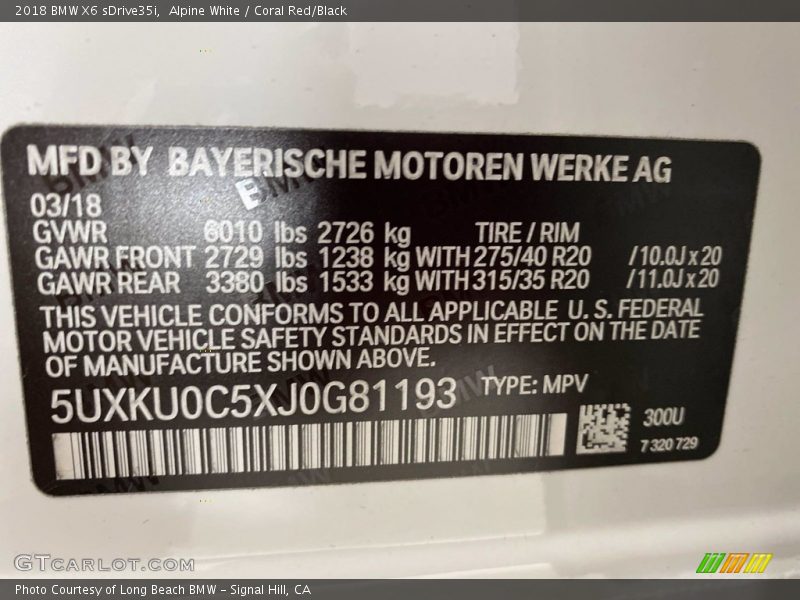 2018 BMW X6 sDrive35i, Alpine White / Coral Red/Black
MFD BY BAYERISCHE MOTOREN WERKE AG
03/18
GVWR 6010 lbs 2726 kg TIRE / RIM
GAWR FRONT 2729 lbs 1238 kg WITH 275/40 R20 /10.0J x 20
GAWR REAR 3380 lbs 1533 kg WITH 315/35 R20 /11.0J x 20
THIS VEHICLE CONFORMS TO ALL APPLICABLE U. S. FEDERAL
MOTOR VEHICLE SAFETY STANDARDS IN EFFECT ON THE DATE
OF MANUFACTURE SHOWN ABOVE.
5UXKU0C5XJ0G81193 TYPE: MPV
300U
7 320 729
GTCARLOT.COM
Photo Courtesy of Long Beach BMW - Signal Hill, CA